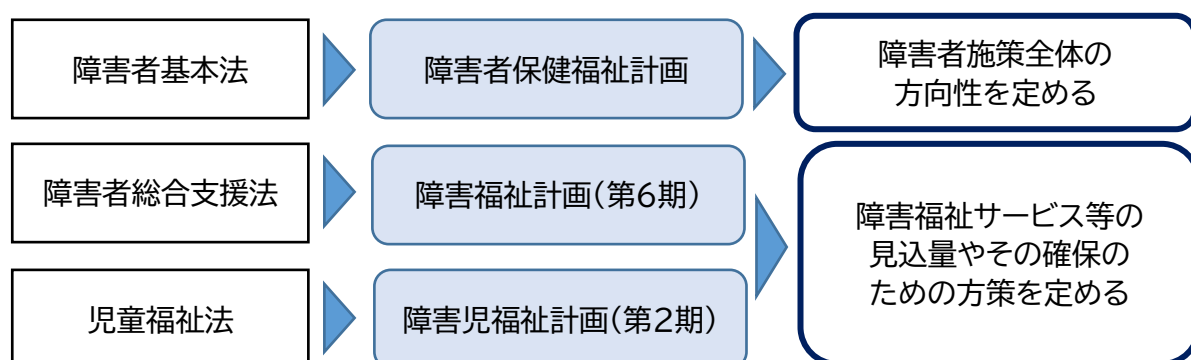 障害者基本法
障害者保健福祉計画
障害者施策全体の
方向性を定める
障害者総合支援法
障害福祉計画(第6期)
児童福祉法
障害児福祉計画(第2期)
障害福祉サービス等の
見込量やその確保の
ための方策を定める